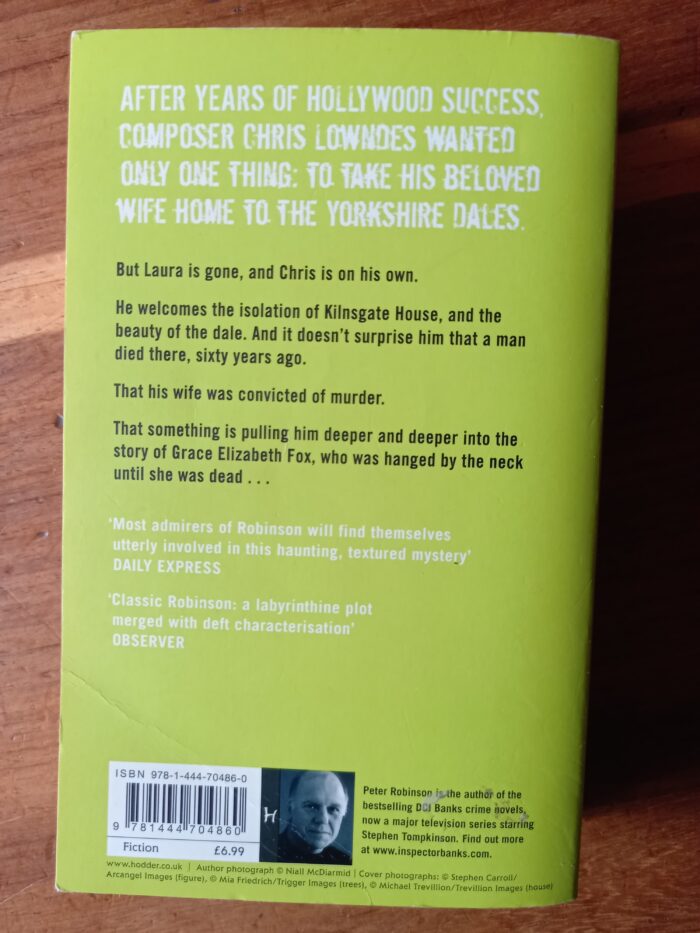 AFTER YEARS OF HOLLYWOOD SUCCESS,
COMPOSER CHRIS LOWNDES WANTED
ONLY ONE THING: TO TAKE HIS BELOVED
WIFE HOME TO THE YORKSHIRE DALES.
But Laura is gone, and Chris is on his own.
He welcomes the isolation of Kilnsgate House, and the
beauty of the dale. And it doesn't surprise him that a man
died there, sixty years ago.
That his wife was convicted of murder.
That something is pulling him deeper and deeper into the
story of Grace Elizabeth Fox, who was hanged by the neck
until she was dead . . .
'Most admirers of Robinson will find themselves
utterly involved in this haunting, textured mystery'
DAILY EXPRESS
'Classic Robinson: a labyrinthine plot
merged with deft characterisation'
OBSERVER
ISBN 978-1-444-70486-0
9 781444 704860
Fiction £6.99
H
Peter Robinson is the author of the
bestselling DCI Banks crime novels,
now a major television series starring
Stephen Tompkinson. Find out more
at www.inspectorbanks.com.
www.hodder.co.uk | Author photograph © Niall McDiarmid | Cover photographs: © Stephen Carroll/
Arcangel Images (figure), © Mia Friedrich/Trigger Images (trees), © Michael Trevillion/Trevillion Images (house)